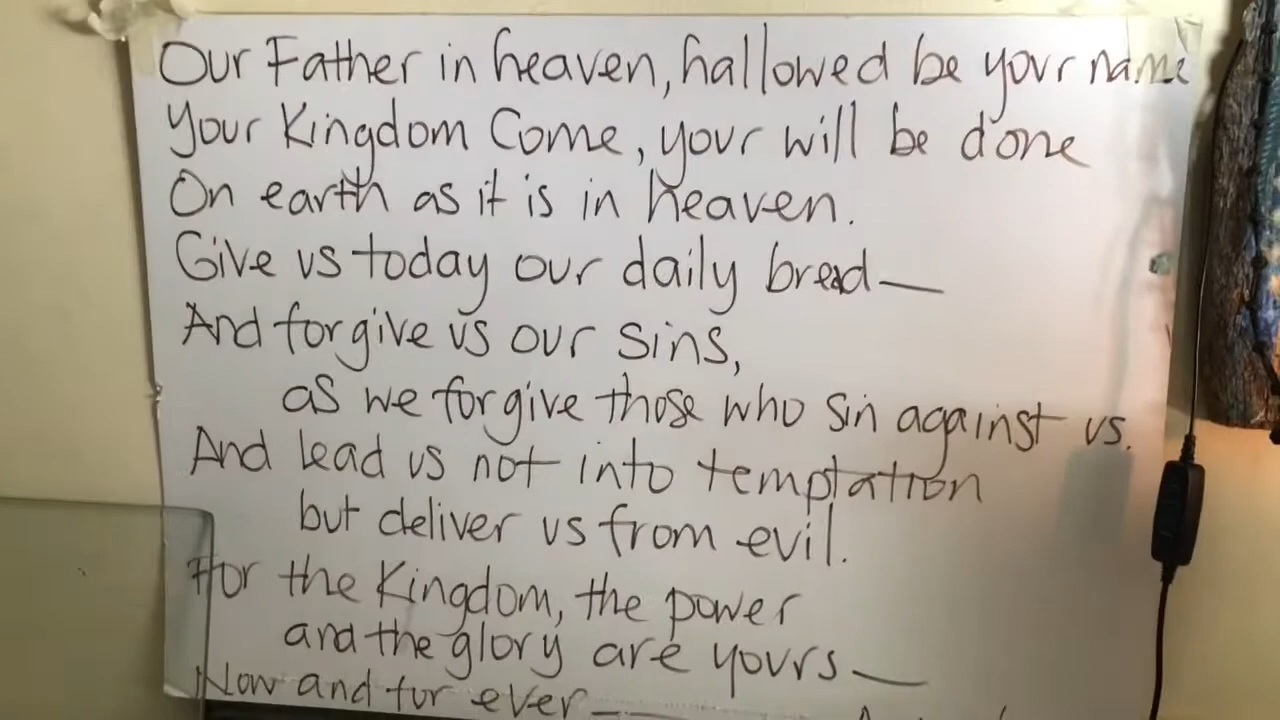 Our Father in heaven, hallowed be your name
Your Kingdom Come, your will be done
On earth as it is in heaven.
Give us today our daily bread—
And forgive us our sins,
as we forgive those who sin against us.
And lead us not into temptation
but deliver us from evil.
For the Kingdom, the power
and the glory are yours—
Now and for ever——